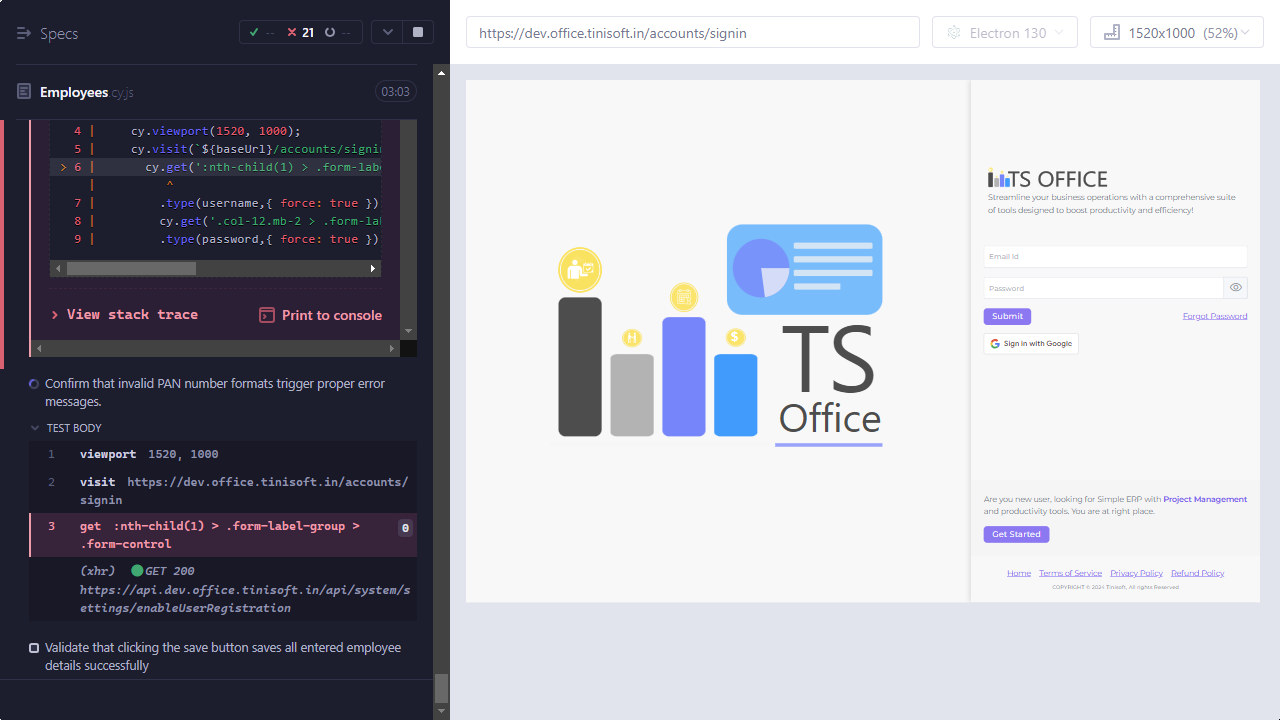 Specs
-- 21 --
Employees.cy.js
03:03
4 | cy.viewport(1520, 1000);
5 | cy.visit(`${baseUrl}/accounts/signin
> 6 | cy.get(':nth-child(1) > .form-labe
| ^
7 | .type(username,{ force: true })
8 | cy.get('.col-12.mb-2 > .form-lab
9 | .type(password,{ force: true })
> View stack trace
Print to console
Confirm that invalid PAN number formats trigger proper error
messages.
TEST BODY
1 viewport 1520, 1000
2 visit https://dev.office.tinisoft.in/accounts/
signin
3 get :nth-child(1) > .form-label-group > 0
.form-control
(xhr) GET 200
https://api.dev.office.tinisoft.in/api/system/s
ettings/enableUserRegistration
Validate that clicking the save button saves all entered employee
details successfully
https://dev.office.tinisoft.in/accounts/signin
Electron 130
1520x1000 (52%)
H
$
TS
Office
TS OFFICE
Streamline your business operations with a comprehensive suite
of tools designed to boost productivity and efficiency!
Email Id
Password
Submit
Forgot Password
Sign in with Google
Are you new user, looking for Simple ERP with Project Management
and productivity tools. You are at right place.
Get Started
Home Terms of Service Privacy Policy Refund Policy
COPYRIGHT © 2024 Tinisoft, All rights Reserved